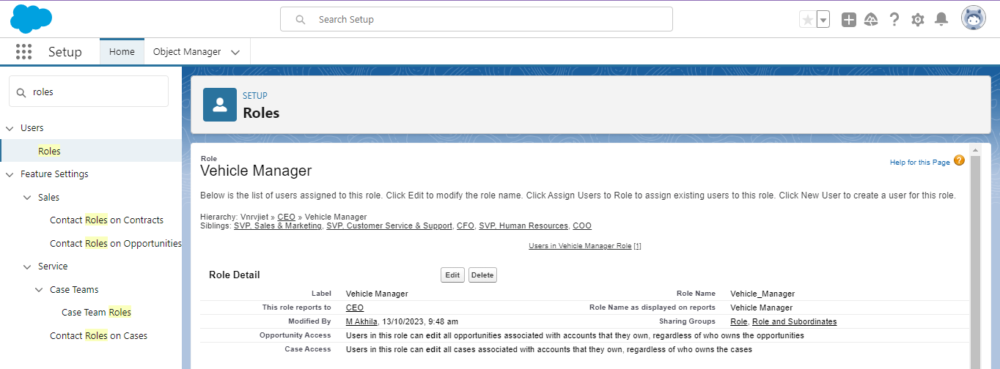 Search Setup
Setup
Home
Object Manager
roles
Users
Roles
Feature Settings
Sales
Contact Roles on Contracts
Contact Roles on Opportunities
Service
Case Teams
Case Team Roles
Contact Roles on Cases
SETUP
Roles
Role
Vehicle Manager
Help for this Page ?
Below is the list of users assigned to this role. Click Edit to modify the role name. Click Assign Users to Role to assign existing users to this role. Click New User to create a user for this role.
Hierarchy: Vnrvjiet » CEO » Vehicle Manager
Siblings: SVP, Sales & Marketing, SVP, Customer Service & Support, CFO, SVP, Human Resources, COO
Users in Vehicle Manager Role [1]
Role Detail Edit Delete
Label Vehicle Manager Role Name Vehicle_Manager
This role reports to CEO Role Name as displayed on reports Vehicle Manager
Modified By M Akhila, 13/10/2023, 9:48 am Sharing Groups Role, Role and Subordinates
Opportunity Access Users in this role can edit all opportunities associated with accounts that they own, regardless of who owns the opportunities
Case Access Users in this role can edit all cases associated with accounts that they own, regardless of who owns the cases